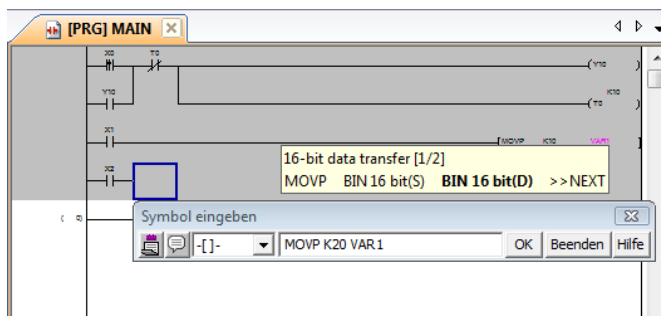 [PRG] MAIN
X0 T0
Y10
Y10
K10
T0
X1
MOVP K10 VAR1
X2
16-bit data transfer [1/2]
MOVP BIN 16 bit(S) BIN 16 bit(D) >>NEXT
Symbol eingeben
-[ ]- MOVP K20 VAR1 OK Beenden Hilfe